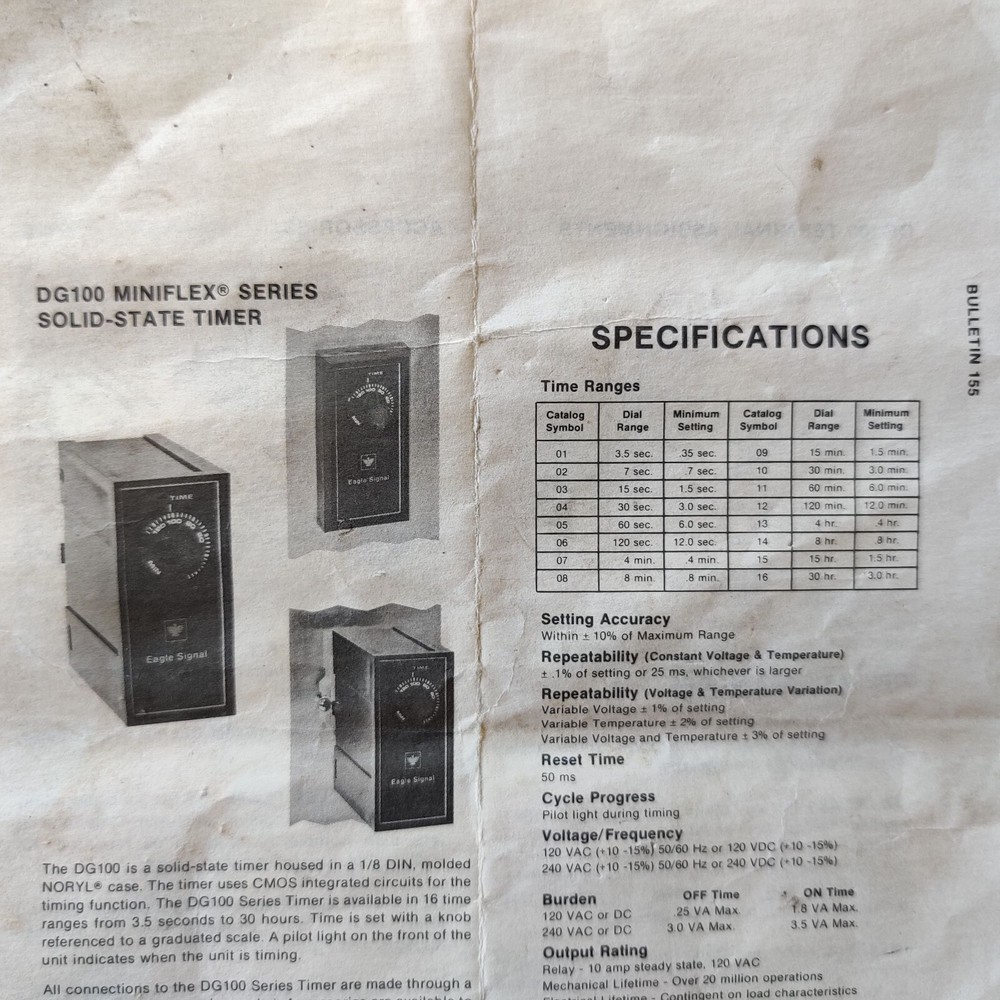 DG100 MINIFLEX® SERIES
SOLID-STATE TIMER
TIME
Eagle Signal
TIME
MIN
Eagle Signal
TIME
Eagle Signal
The DG100 is a solid-state timer housed in a 1/8 DIN, molded
NORYL® case. The timer uses CMOS integrated circuits for the
timing function. The DG100 Series Timer is available in 16 time
ranges from 3.5 seconds to 30 hours. Time is set with a knob
referenced to a graduated scale. A pilot light on the front of the
unit indicates when the unit is timing.
All connections to the DG100 Series Timer are made through a
SPECIFICATIONS
Time Ranges
Catalog Symbol Dial Range Minimum Setting Catalog Symbol Dial Range Minimum Setting
01 3.5 sec. .35 sec. 09 15 min. 1.5 min.
02 7 sec. .7 sec. 10 30 min. 3.0 min.
03 15 sec. 1.5 sec. 11 60 min. 6.0 min.
04 30 sec. 3.0 sec. 12 120 min. 12.0 min.
05 60 sec. 6.0 sec. 13 4 hr. .4 hr.
06 120 sec. 12.0 sec. 14 8 hr. .8 hr.
07 4 min. .4 min. 15 15 hr. 1.5 hr.
08 8 min. .8 min. 16 30 hr. 3.0 hr.
Setting Accuracy
Within ± 10% of Maximum Range
Repeatability (Constant Voltage & Temperature)
± .1% of setting or 25 ms, whichever is larger
Repeatability (Voltage & Temperature Variation)
Variable Voltage ± 1% of setting
Variable Temperature ± 2% of setting
Variable Voltage and Temperature ± 3% of setting
Reset Time
50 ms
Cycle Progress
Pilot light during timing
Voltage/Frequency
120 VAC (+10 -15%) 50/60 Hz or 120 VDC (+10 -15%)
240 VAC (+10 -15%) 50/60 Hz or 240 VDC (+10 -15%)
Burden OFF Time ON Time
120 VAC or DC .25 VA Max. 1.8 VA Max.
240 VAC or DC 3.0 VA Max. 3.5 VA Max.
Output Rating
Relay - 10 amp steady state, 120 VAC
Mechanical Lifetime - Over 20 million operations
Electrical Lifetime - Contingent on load characteristics
BULLETIN 155